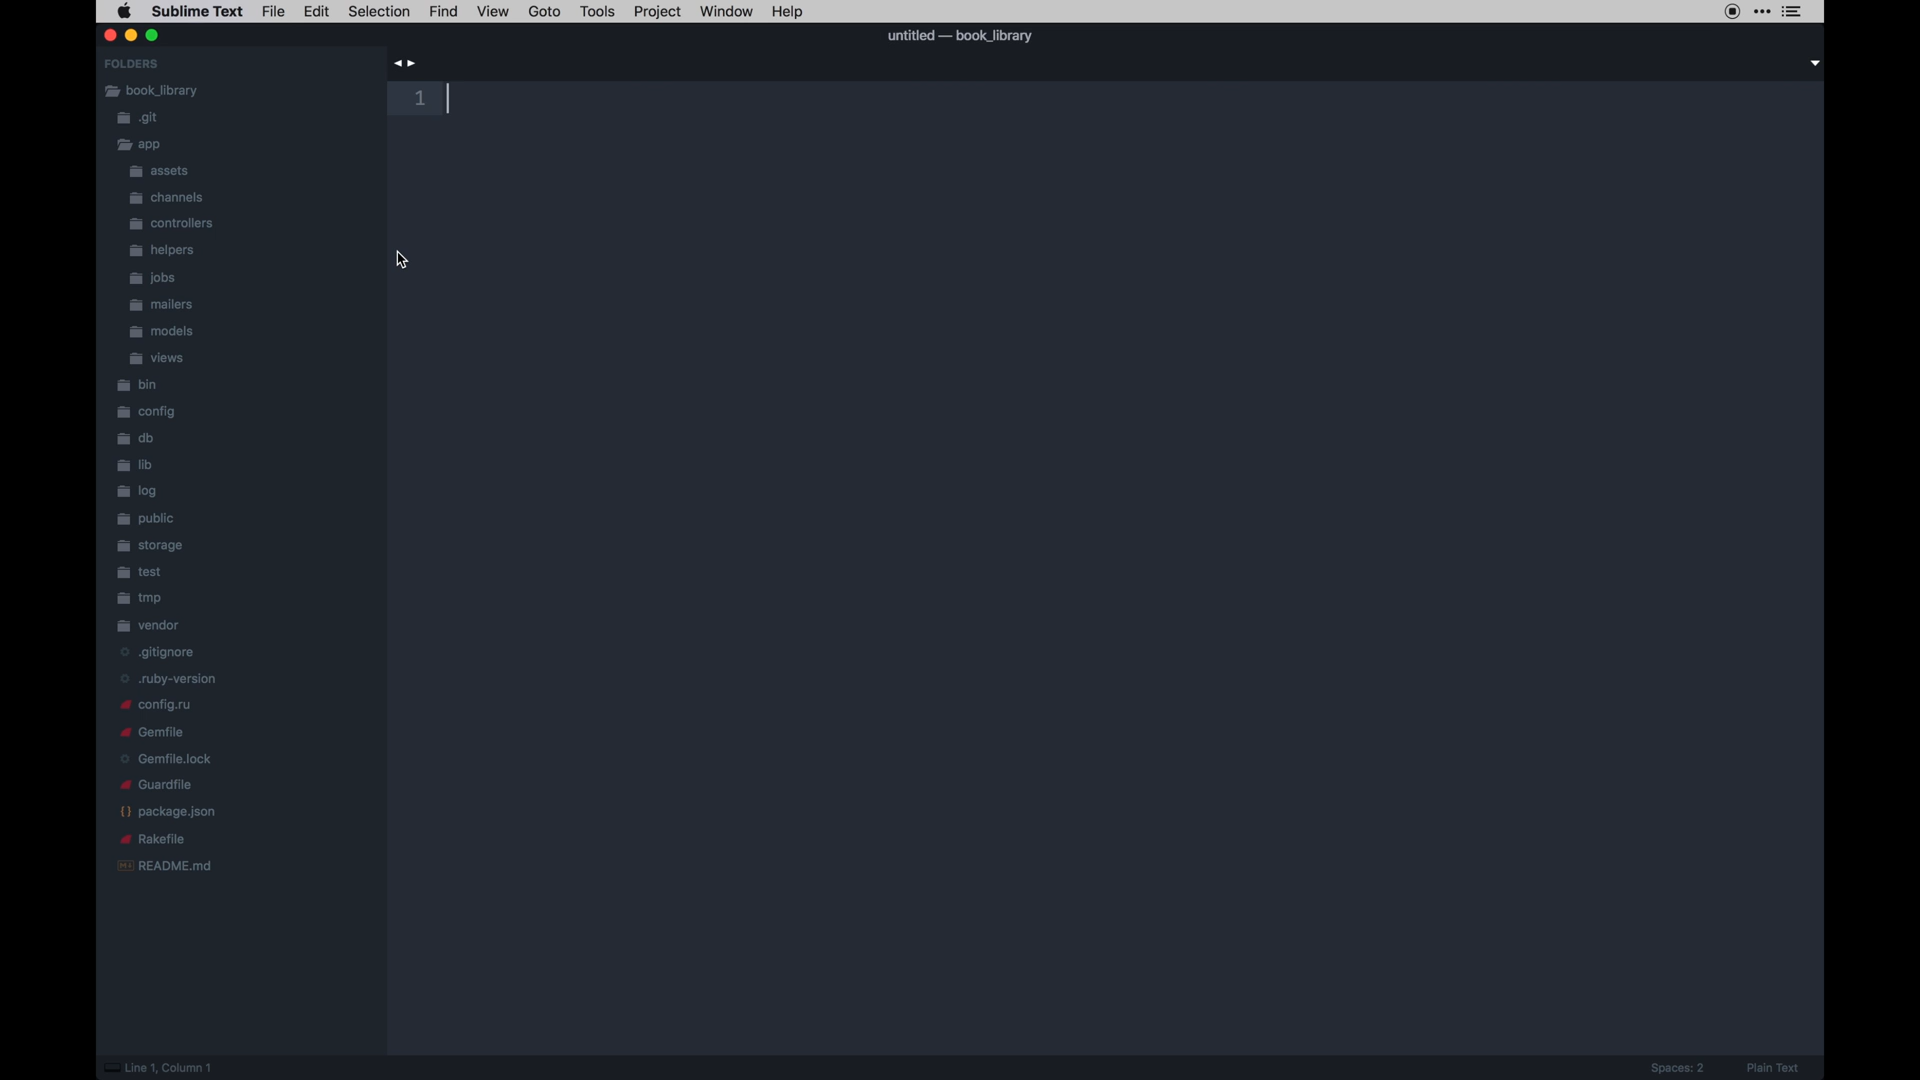 Sublime Text File Edit Selection Find View Goto Tools Project Window Help
untitled — book_library
FOLDERS
book_library
.git
app
assets
channels
controllers
helpers
jobs
mailers
models
views
bin
config
db
lib
log
public
storage
test
tmp
vendor
.gitignore
.ruby-version
config.ru
Gemfile
Gemfile.lock
Guardfile
package.json
Rakefile
README.md
1
Line 1, Column 1
Spaces: 2 Plain Text